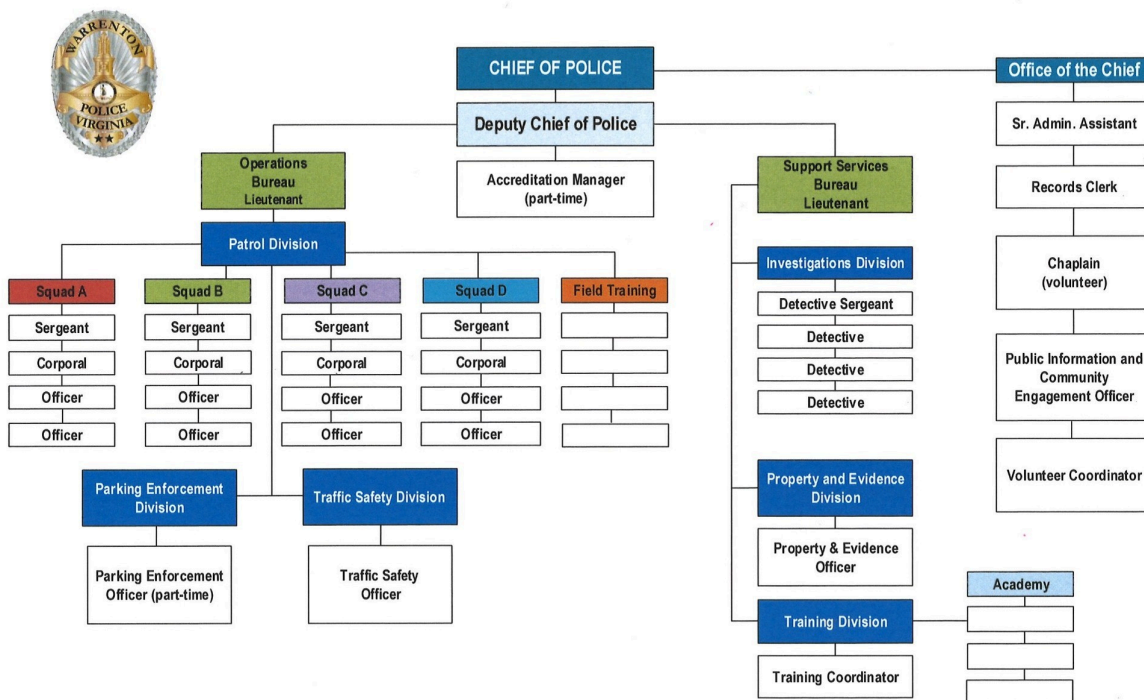 WARRENTON
POLICE
VIRGINIA
CHIEF OF POLICE
Office of the Chief
Deputy Chief of Police
Sr. Admin. Assistant
Operations
Bureau
Lieutenant
Accreditation Manager
(part-time)
Support Services
Bureau
Lieutenant
Records Clerk
Patrol Division
Chaplain
(volunteer)
Investigations Division
Squad A
Squad B
Squad C
Squad D
Field Training
Sergeant
Sergeant
Sergeant
Sergeant
Detective Sergeant
Corporal
Corporal
Corporal
Corporal
Detective
Officer
Officer
Officer
Officer
Detective
Officer
Officer
Officer
Officer
Detective
Public Information and
Community
Engagement Officer
Volunteer Coordinator
Parking Enforcement
Division
Traffic Safety Division
Property and Evidence
Division
Parking Enforcement
Officer (part-time)
Traffic Safety
Officer
Property & Evidence
Officer
Academy
Training Division
Training Coordinator